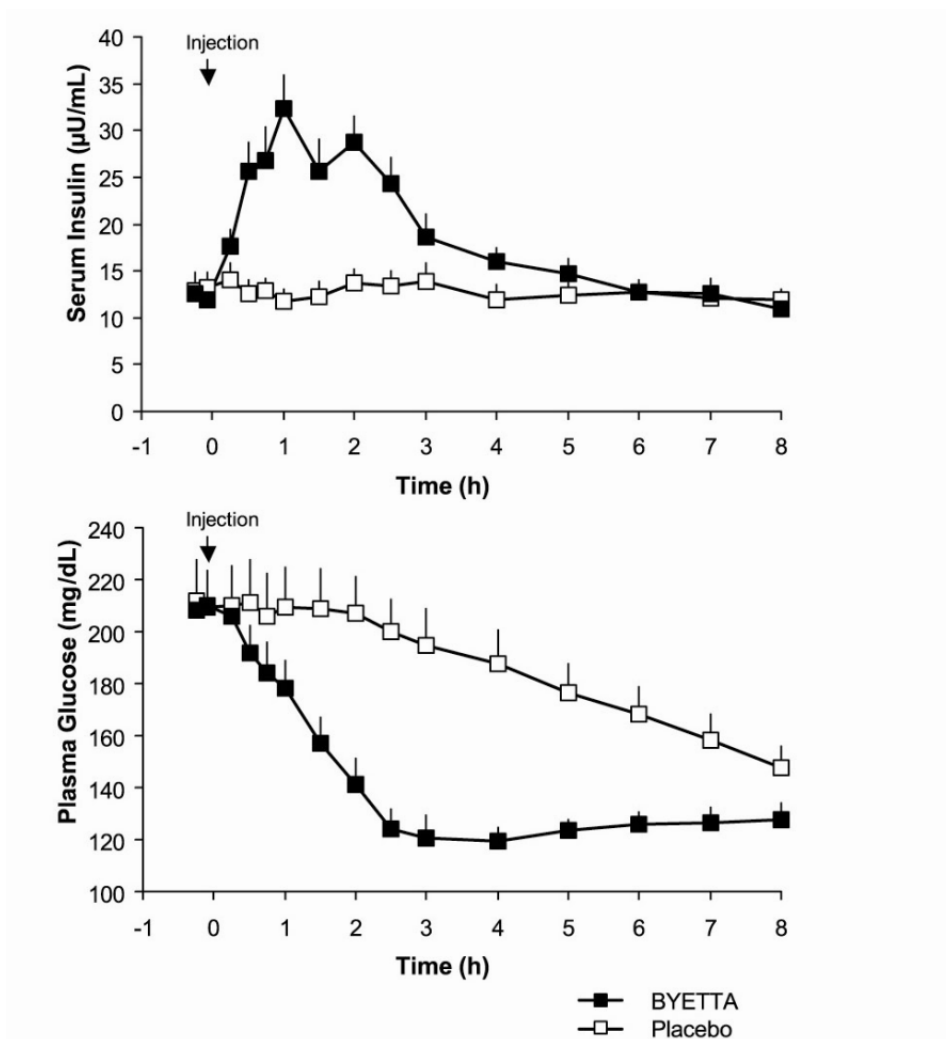 Injection
40
35
30
25
20
15
10
5
0
Serum Insulin (µU/mL)
-1 0 1 2 3 4 5 6 7 8
Time (h)
Injection
240
220
200
180
160
140
120
100
Plasma Glucose (mg/dL)
-1 0 1 2 3 4 5 6 7 8
Time (h)
BYETTA
Placebo